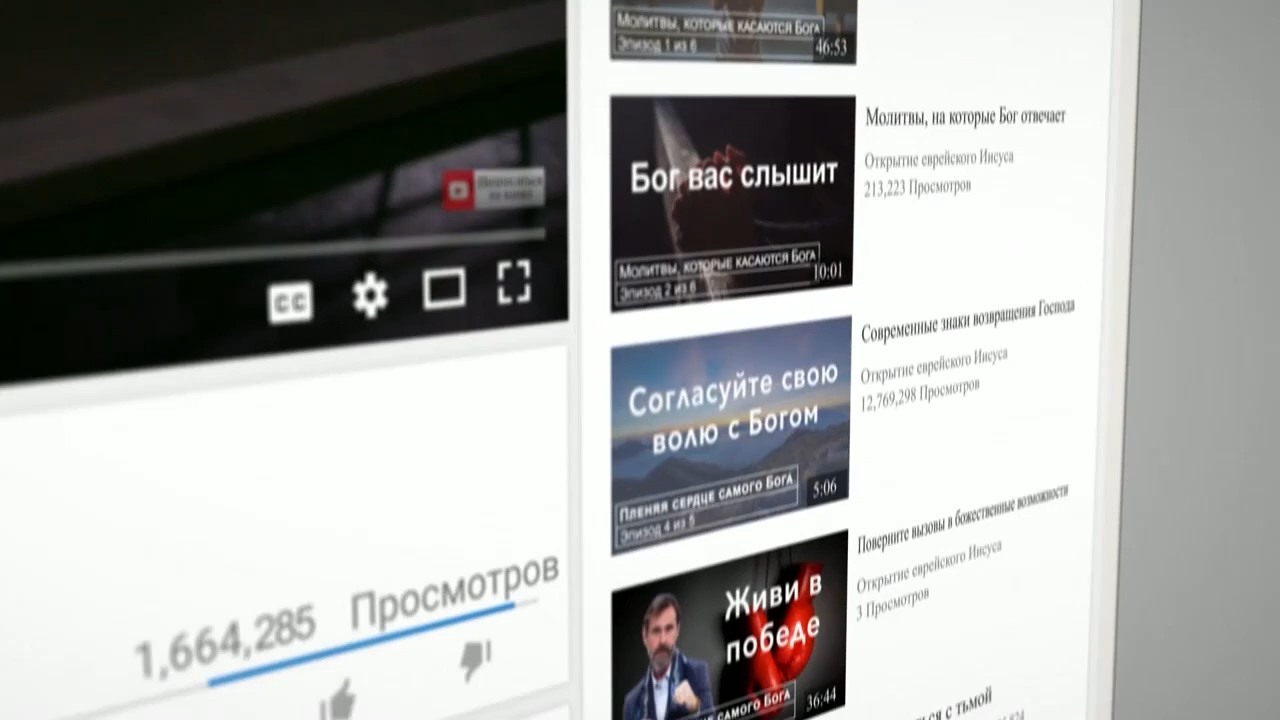 Молитвы, которые касаются Бога
Эпизод 1 из 6
46:53
Бог вас слышит
Молитвы, которые касаются Бога
Эпизод 2 из 6
10:01
Молитвы, на которые Бог отвечает
Открытие еврейского Иисуса
213,223 Просмотров
Согласуйте свою
волю с Богом
Пленяя сердце самого Бога
Эпизод 4 из 5
5:06
Современные знаки возвращения Господа
Открытие еврейского Иисуса
12,769,298 Просмотров
Живи в
победе
самого Бога
36:44
Поверните вызовы в божественные возможности
Открытие еврейского Иисуса
3 Просмотров
с тьмой
CC
1,664,285 Просмотров